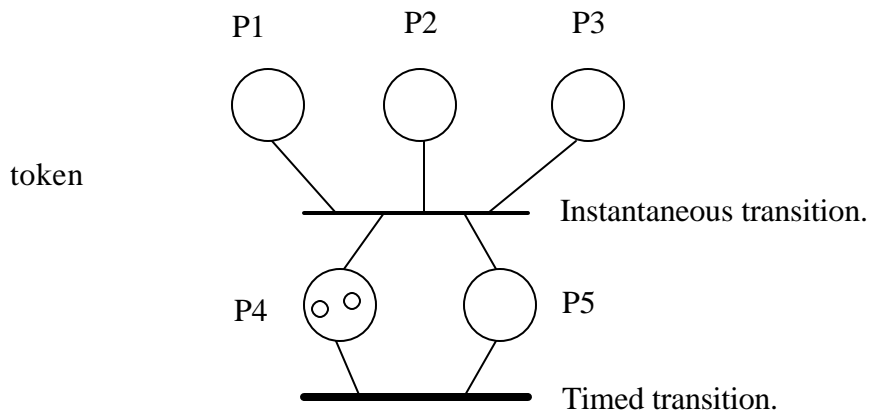 P1
P2
P3
token
Instantaneous transition.
P4
P5
Timed transition.